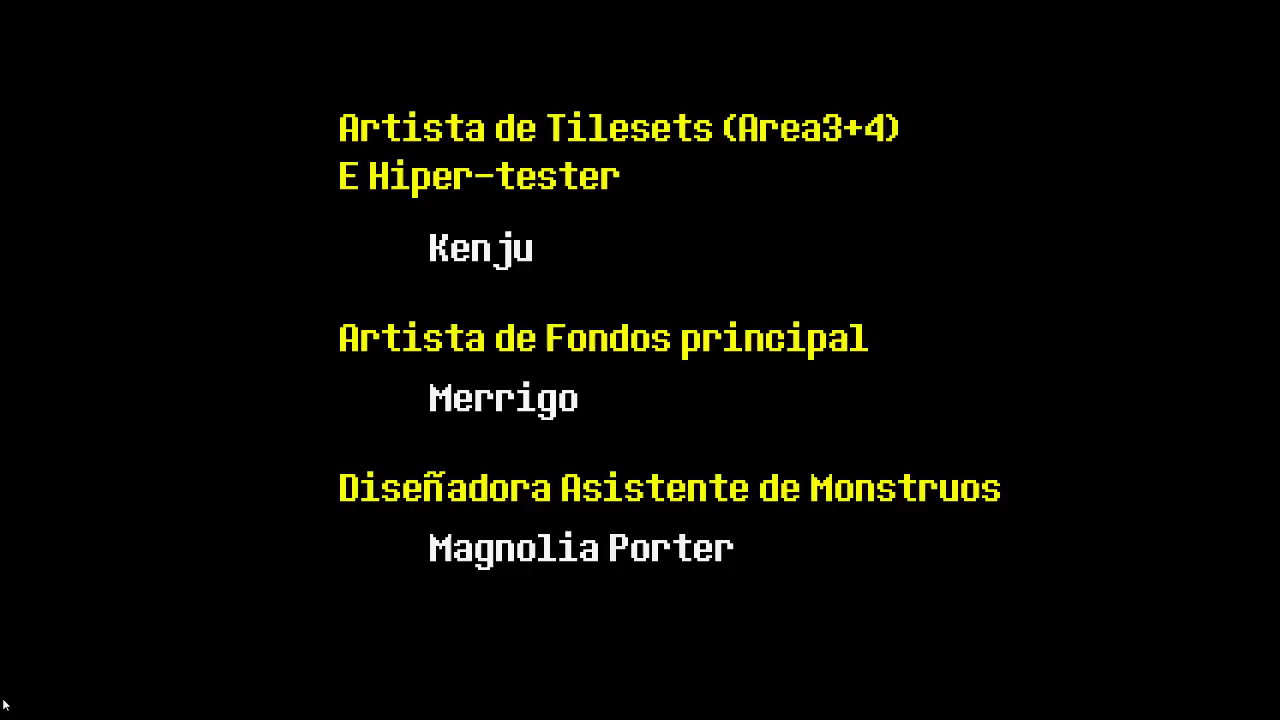 Artista de Tilesets (Area3+4)
E Hiper-tester
Kenju
Artista de Fondos principal
Merrigo
Diseñadora Asistente de Monstruos
Magnolia Porter